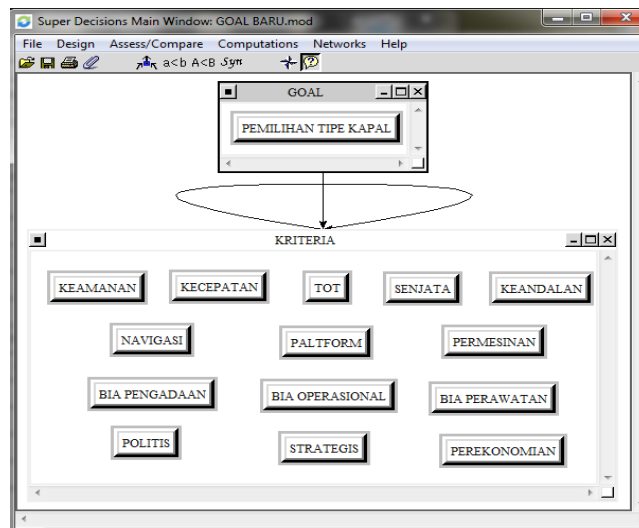 Super Decisions Main Window: GOAL BARU.mod
File Design Assess/Compare Computations Networks Help
a<b A<B Syn
GOAL
PEMILIHAN TIPE KAPAL
KRITERIA
KEAMANAN KECEPATAN TOT SENJATA KEANDALAN
NAVIGASI PALTFORM PERMESINAN
BIA PENGADAAN BIA OPERASIONAL BIA PERAWATAN
POLITIS STRATEGIS PEREKONOMIAN